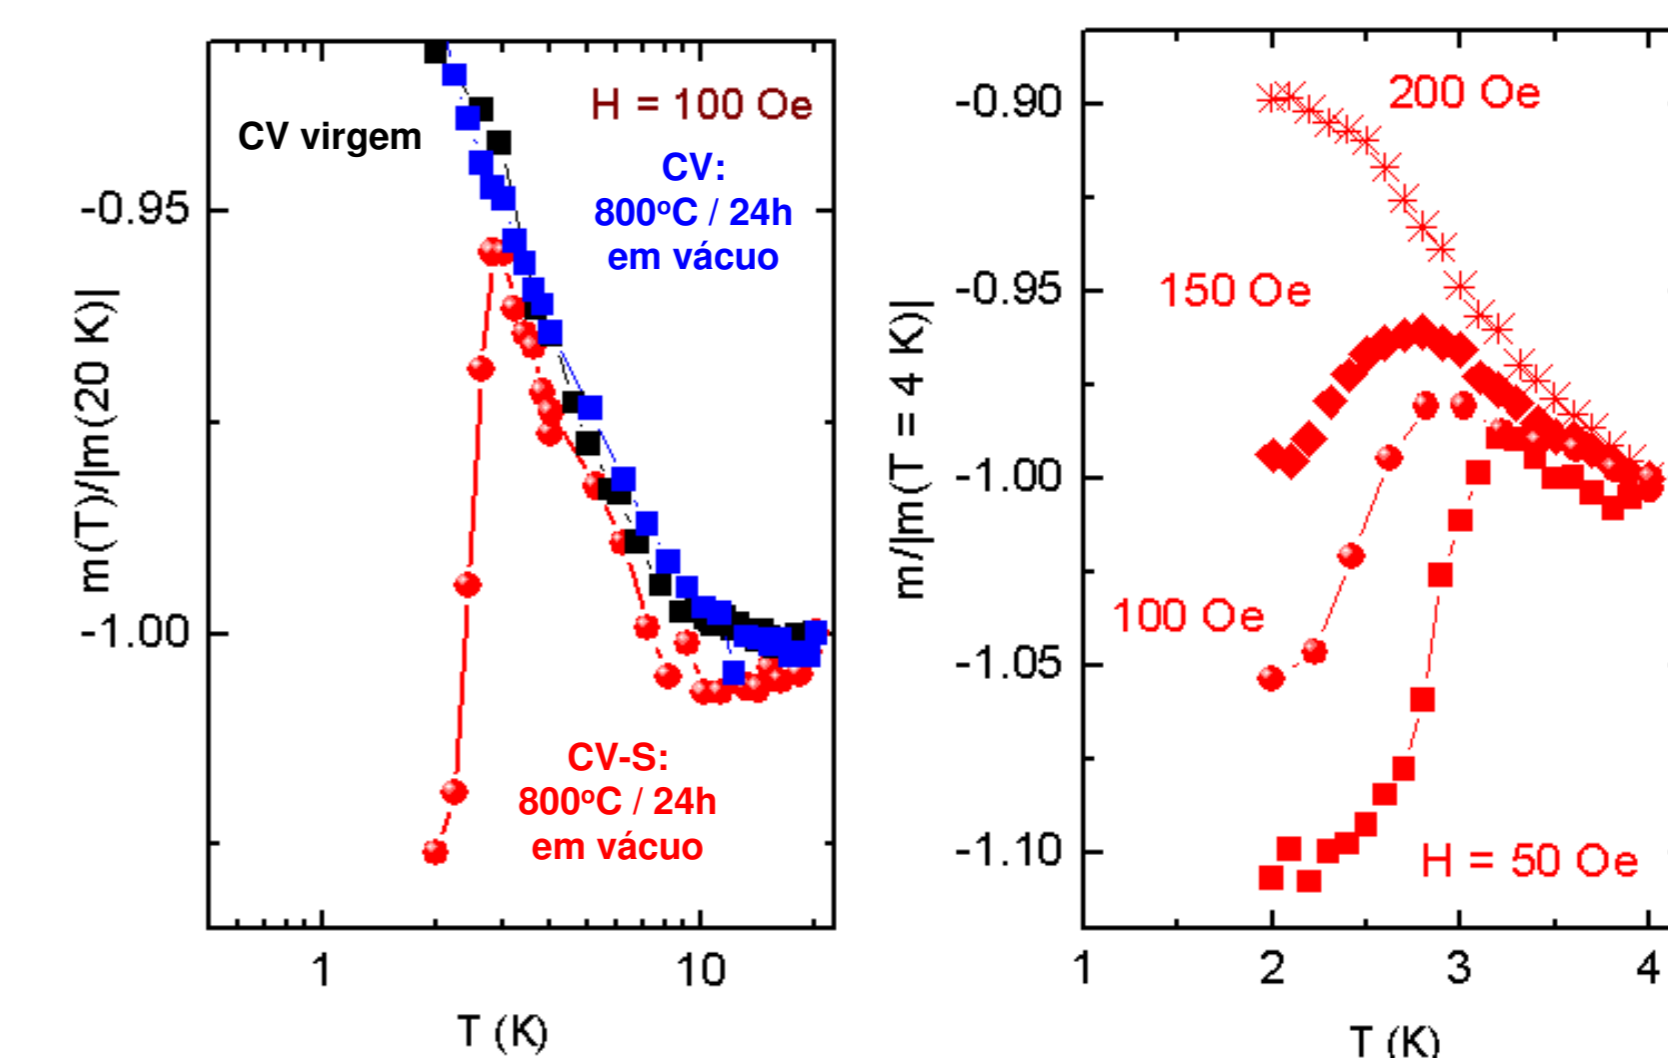 H = 100 Oe
CV virgem
CV:
800ºC / 24h
em vácuo
-0.95
m(T)/|m(20 K)|
-1.00
CV-S:
800ºC / 24h
em vácuo
1
10
T (K)
200 Oe
-0.90
150 Oe
-0.95
m/|m(T = 4 K)|
-1.00
100 Oe
-1.05
-1.10
H = 50 Oe
1
2
3
4
T (K)